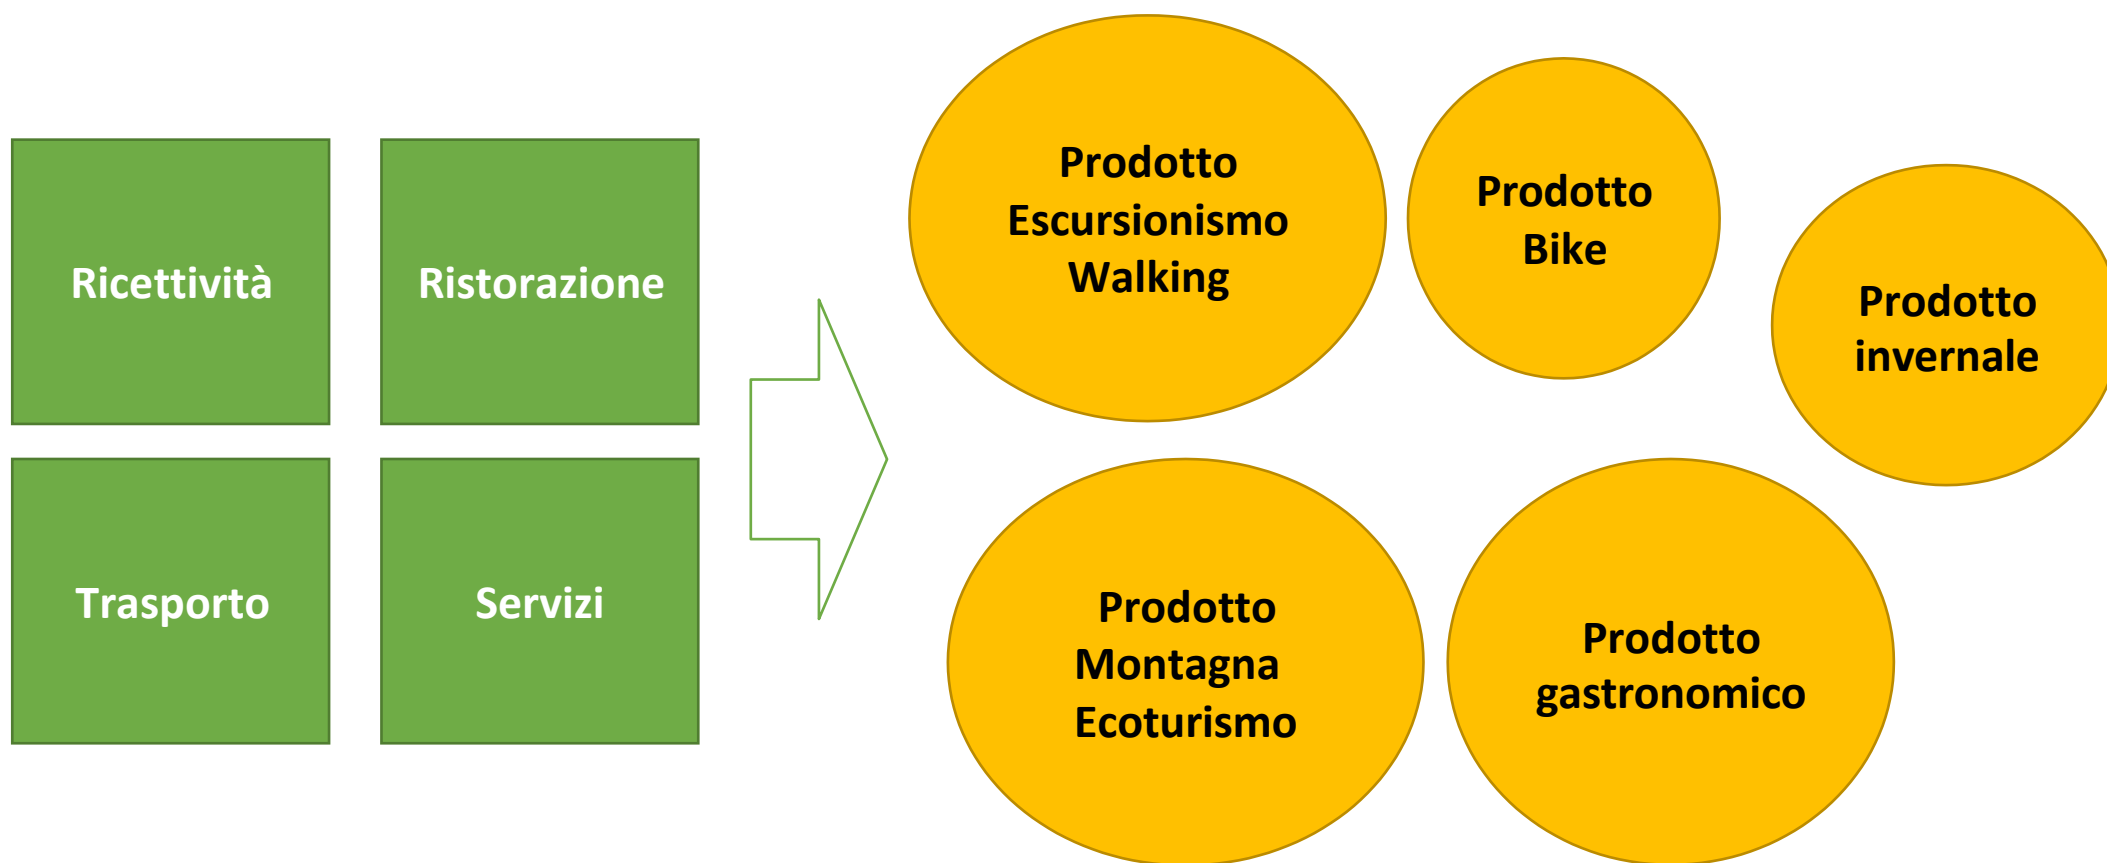 Ricettività
Ristorazione
Trasporto
Servizi
Prodotto
Escursionismo
Walking
Prodotto
Bike
Prodotto
invernale
Prodotto
Montagna
Ecoturismo
Prodotto
gastronomico